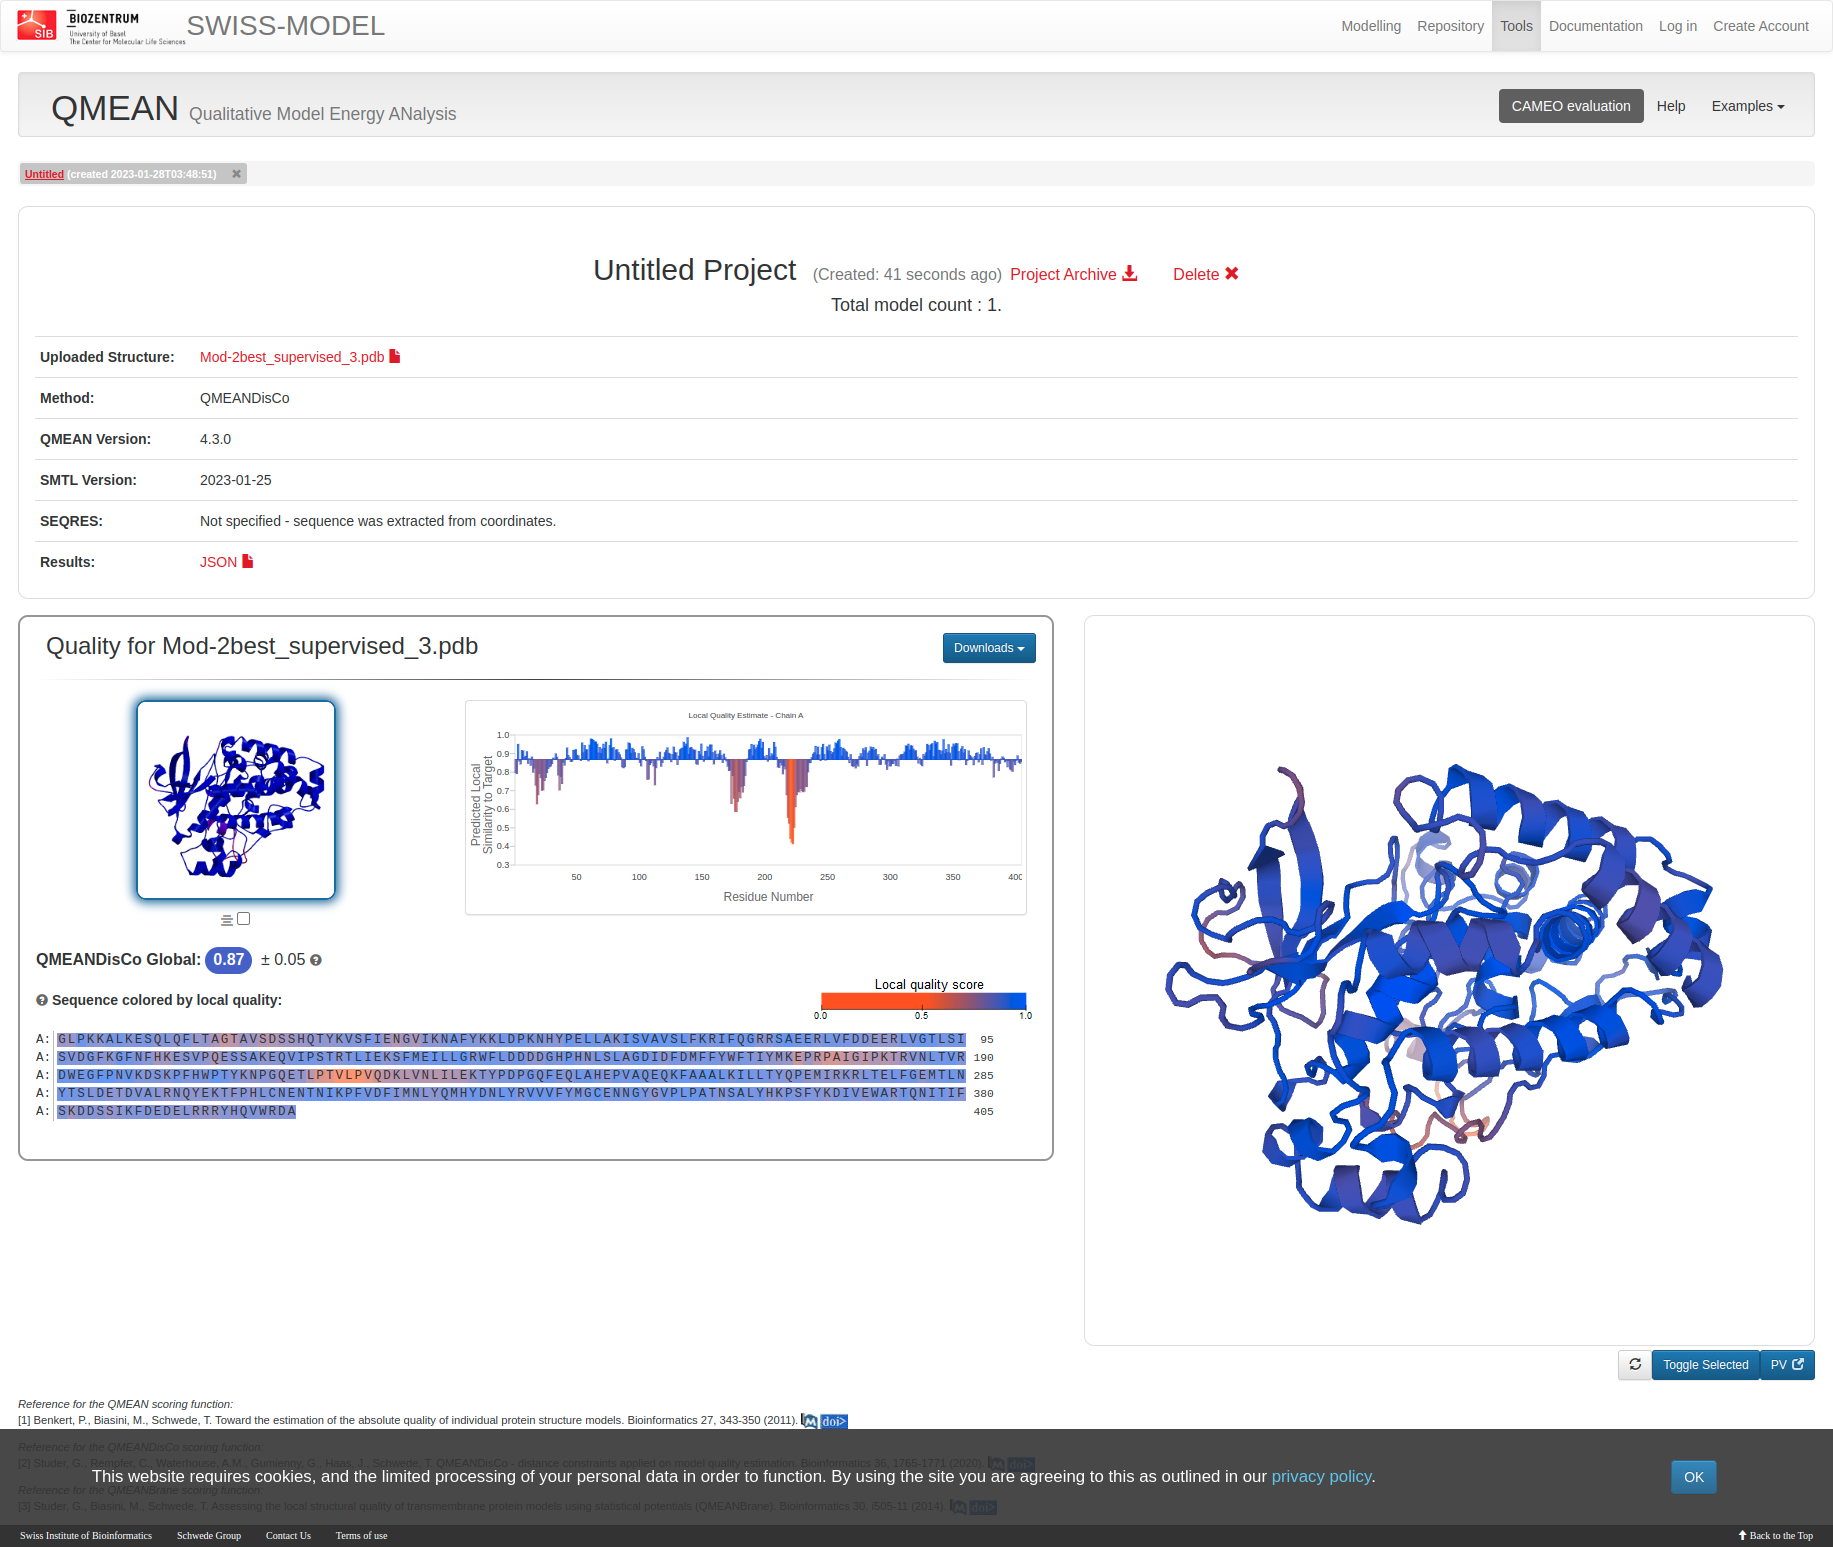 SIB
BIOZENTRUM
University of Basel
The Center for Molecular Life Sciences
SWISS-MODEL
Modelling
Repository
Tools
Documentation
Log in
Create Account
QMEAN Qualitative Model Energy ANalysis
CAMEO evaluation
Help
Examples
Untitled (created 2023-01-28T03:48:51)
Untitled Project (Created: 41 seconds ago) Project Archive Delete
Total model count : 1.
Uploaded Structure: Mod-2best_supervised_3.pdb
Method: QMEANDisCo
QMEAN Version: 4.3.0
SMTL Version: 2023-01-25
SEQRES: Not specified - sequence was extracted from coordinates.
Results: JSON
Quality for Mod-2best_supervised_3.pdb
Downloads
Local Quality Estimate - Chain A
Predicted Local
Similarity to Target
1.0
0.9
0.8
0.7
0.6
0.5
0.4
0.3
50 100 150 200 250 300 350 400
Residue Number
QMEANDisCo Global: 0.87 ± 0.05
Sequence colored by local quality:
Local quality score
0.0 0.5 1.0
A: GLPKKALKESQLQFLTAGTAVSDSSHQTYKVSFIENGVIKNAFYKKLDPKNHYPELLAKISVAVSLFKRIFQGRRSAEERLVFDDEERLVGTLSI 95
A: SVDGFKGFNFHKESVPQESSAKEQVIPSTRTLIEKSFMEILLGRWFLDDDDGHPHNLSLAGDIDFDMFFYWFTIYMKEPRPAIGIPKTRVNLTVR 190
A: DWEGFPNVKDSKPFHWPTYKNPGQETLPTVLPVQDKLVNLILEKTYPDPGQFEQLAHEPVAQEQKFAAALKILLTYQPEMIRKRLTELFGEMTLN 285
A: YTSLDETDVALRNQYEKTFPHLCNENTNIKPFVDFIMNLYQMHYDNLYRVVVFYMGCENNGYGVPLPATNSALYHKPSFYKDIVEWARTQNITIF 380
A: SKDDSSIKFDEDELRRRYHQVWRDA 405
Toggle Selected
PV
Reference for the QMEAN scoring function:
[1] Benkert, P., Biasini, M., Schwede, T. Toward the estimation of the absolute quality of individual protein structure models. Bioinformatics 27, 343-350 (2011). doi>
Reference for the QMEANDisCo scoring function:
[2] Studer, G., Rempfer, C., Waterhouse, A.M., Gumienny, G., Haas, J., Schwede, T. QMEANDisCo - distance constraints applied on model quality estimation. Bioinformatics 36, 1765-1771 (2020). doi>
This website requires cookies, and the limited processing of your personal data in order to function. By using the site you are agreeing to this as outlined in our privacy policy.
OK
Reference for the QMEANBrane scoring function:
[3] Studer, G., Biasini, M., Schwede, T. Assessing the local structural quality of transmembrane protein models using statistical potentials (QMEANBrane). Bioinformatics 30, i505-11 (2014). doi>
Swiss Institute of Bioinformatics
Schwede Group
Contact Us
Terms of use
Back to the Top